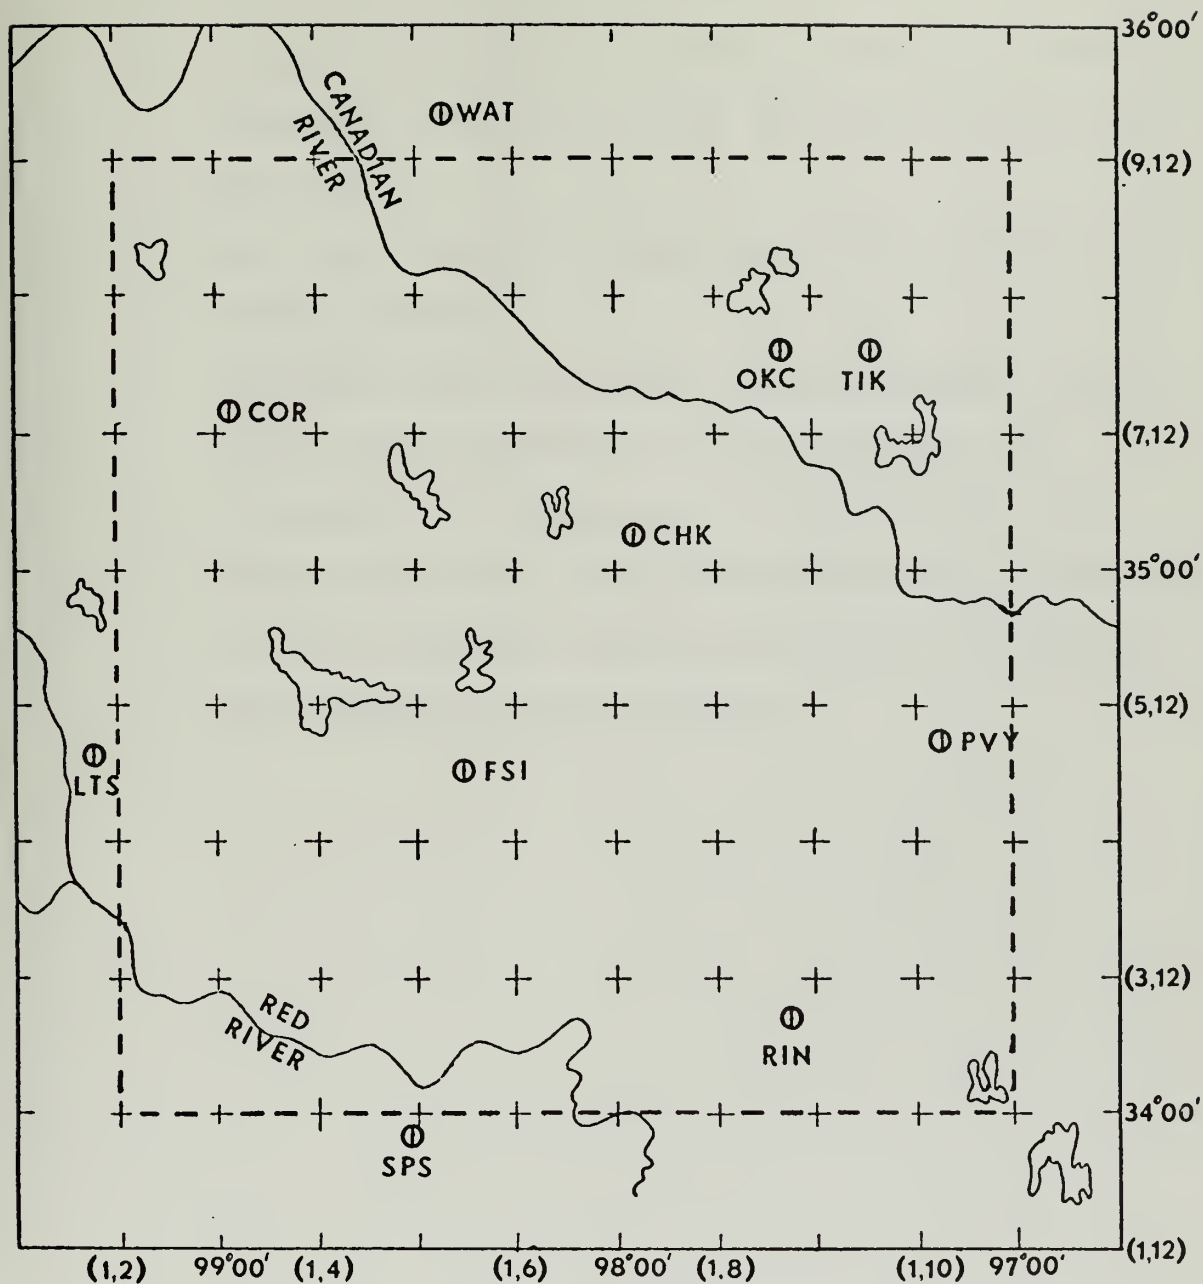 36°00'
CANADIAN
RIVER
WAT
(9,12)
OKC
TIK
COR
(7,12)
CHK
35°00'
(5,12)
PVY
LTS
FSI
(3,12)
RED
RIVER
RIN
34°00'
SPS
(1,2) 99°00' (1,4) (1,6) 98°00' (1.8) (1,10) 97°00' (1,12)